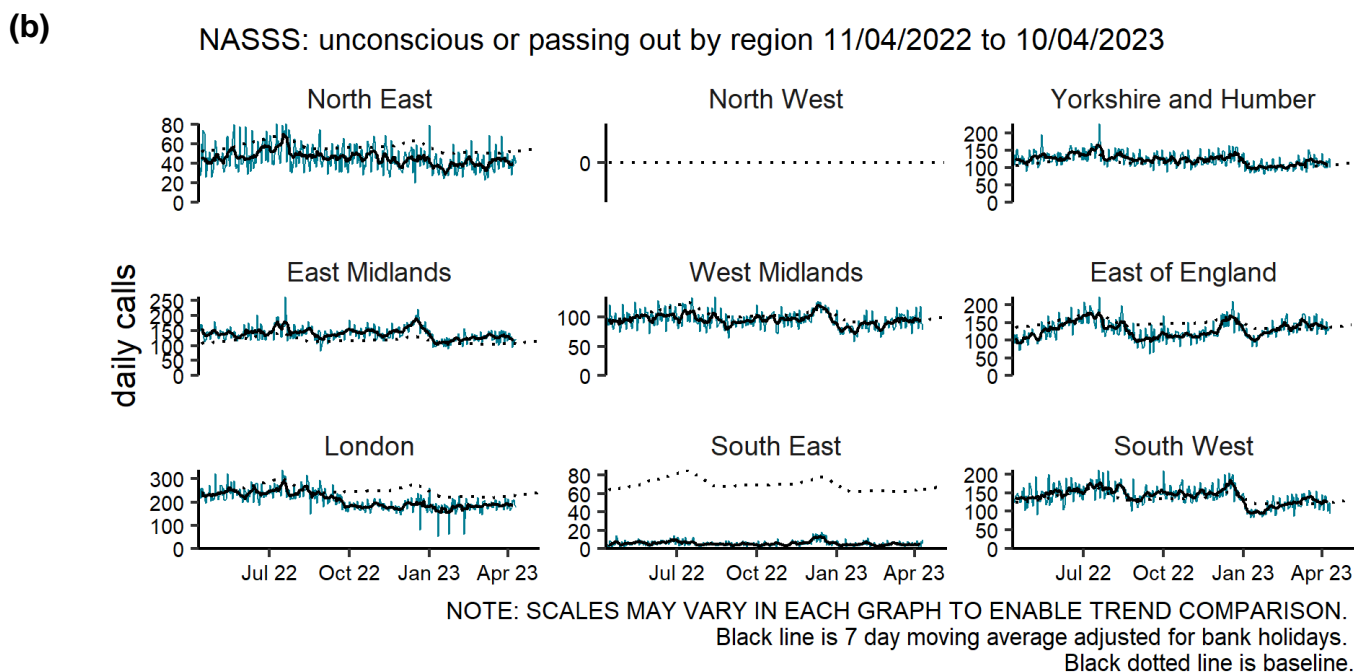 (b)
NASSS: unconscious or passing out by region 11/04/2022 to 10/04/2023
North East
North West
Yorkshire and Humber
80
60
40
20
0
0
200
150
100
50
0
daily calls
East Midlands
West Midlands
East of England
250
200
150
100
50
0
100
50
0
200
150
100
50
0
London
South East
South West
300
200
100
0
80
60
40
20
0
200
150
100
50
0
Jul 22 Oct 22 Jan 23 Apr 23
Jul 22 Oct 22 Jan 23 Apr 23
Jul 22 Oct 22 Jan 23 Apr 23
NOTE: SCALES MAY VARY IN EACH GRAPH TO ENABLE TREND COMPARISON.
Black line is 7 day moving average adjusted for bank holidays.
Black dotted line is baseline.